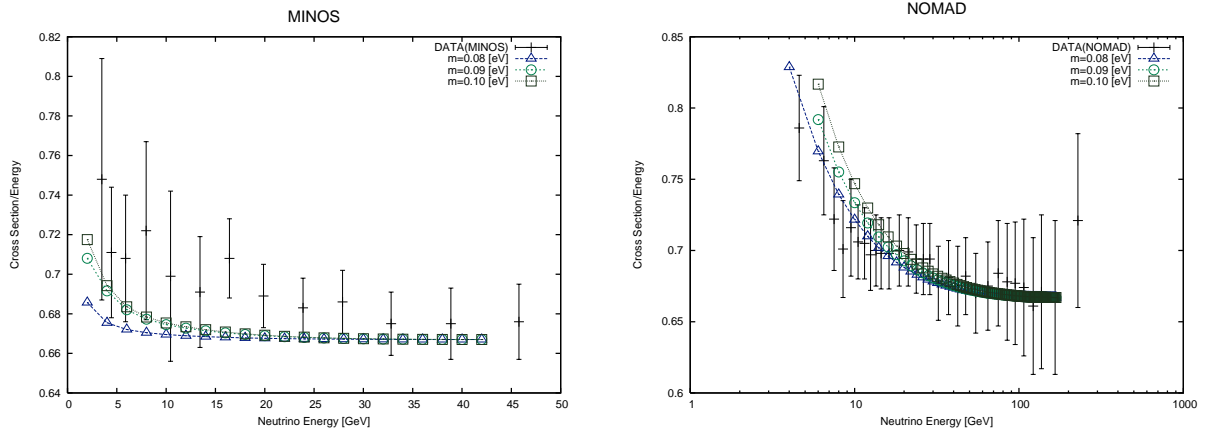 MINOS
0.82
0.8
0.78
0.76
0.74
0.72
0.7
0.68
0.66
0.64
0 5 10 15 20 25 30 35 40 45 50
Cross Section/Energy
Neutrino Energy [GeV]
DATA(MINOS)
m=0.08 [eV]
m=0.09 [eV]
m=0.10 [eV]
NOMAD
0.85
0.8
0.75
0.7
0.65
0.6
1 10 100 1000
Cross Section/Energy
Neutrino Energy [GeV]
DATA(NOMAD)
m=0.08 [eV]
m=0.09 [eV]
m=0.10 [eV]